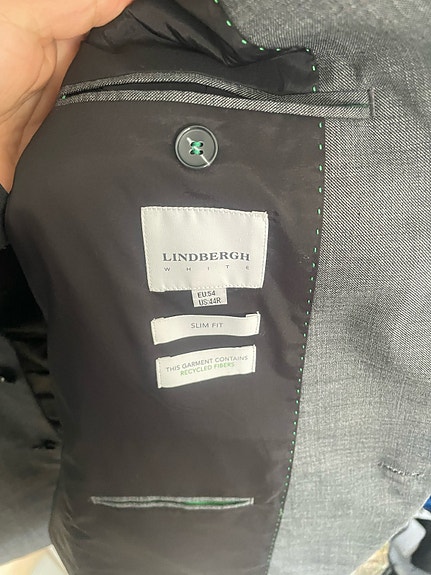 LINDBERGH
WHITE
EU 54
US 44R
SLIM FIT
THIS GARMENT CONTAINS
RECYCLED FIBERS